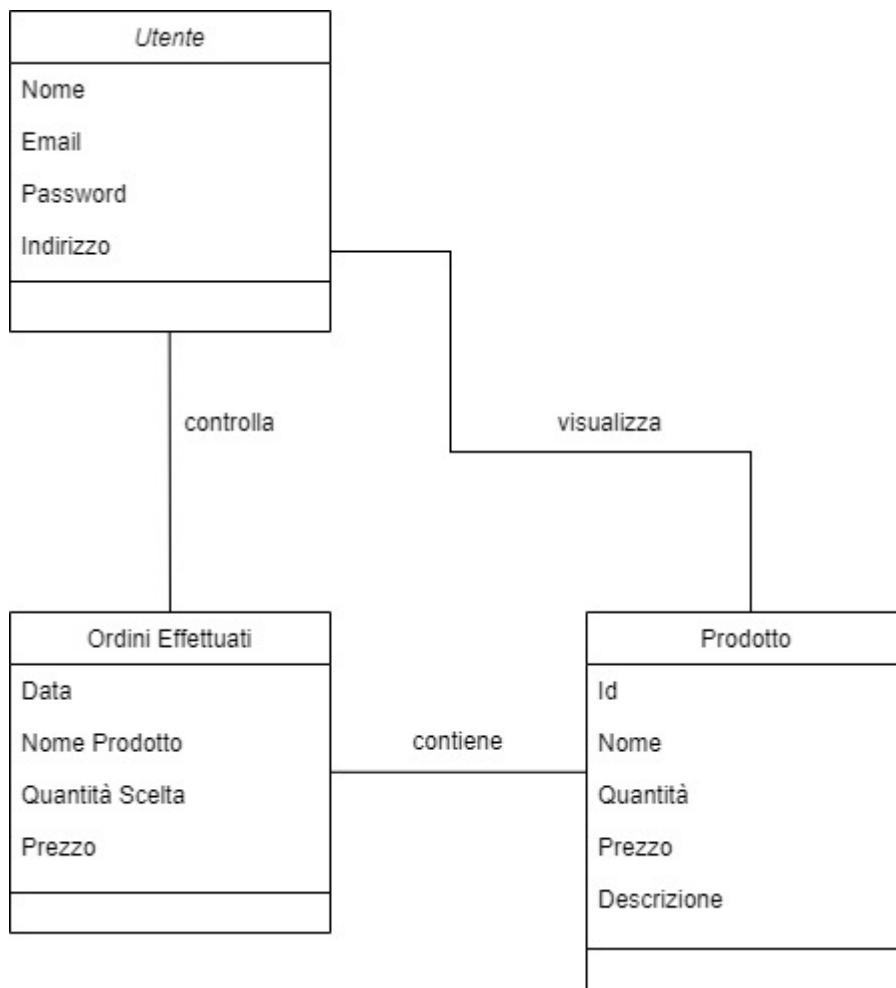 Utente
Nome
Email
Password
Indirizzo
controlla
visualizza
Ordini Effettuati
Data
Nome Prodotto
Quantità Scelta
Prezzo
contiene
Prodotto
Id
Nome
Quantità
Prezzo
Descrizione